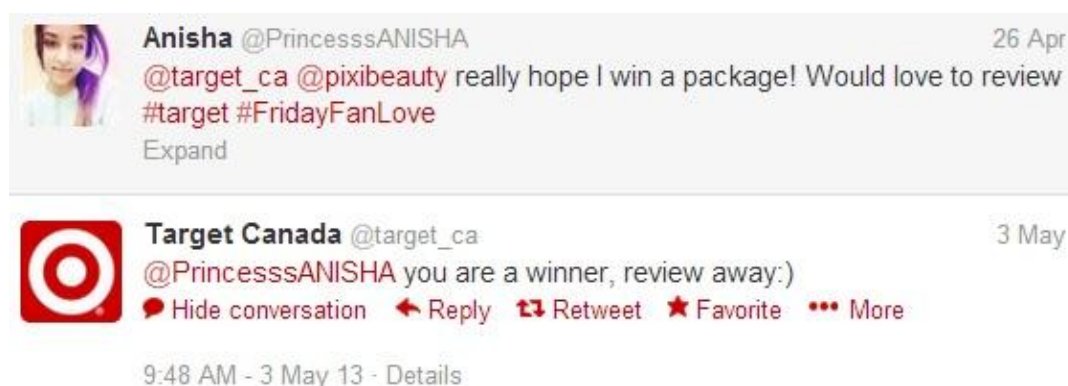 Anisha @PrincesssANISHA 26 Apr
@target_ca @pixibeauty really hope I win a package! Would love to review
#target #FridayFanLove
Expand
Target Canada @target_ca 3 May
@PrincesssANISHA you are a winner, review away:)
Hide conversation Reply Retweet Favorite ••• More
9:48 AM - 3 May 13 · Details